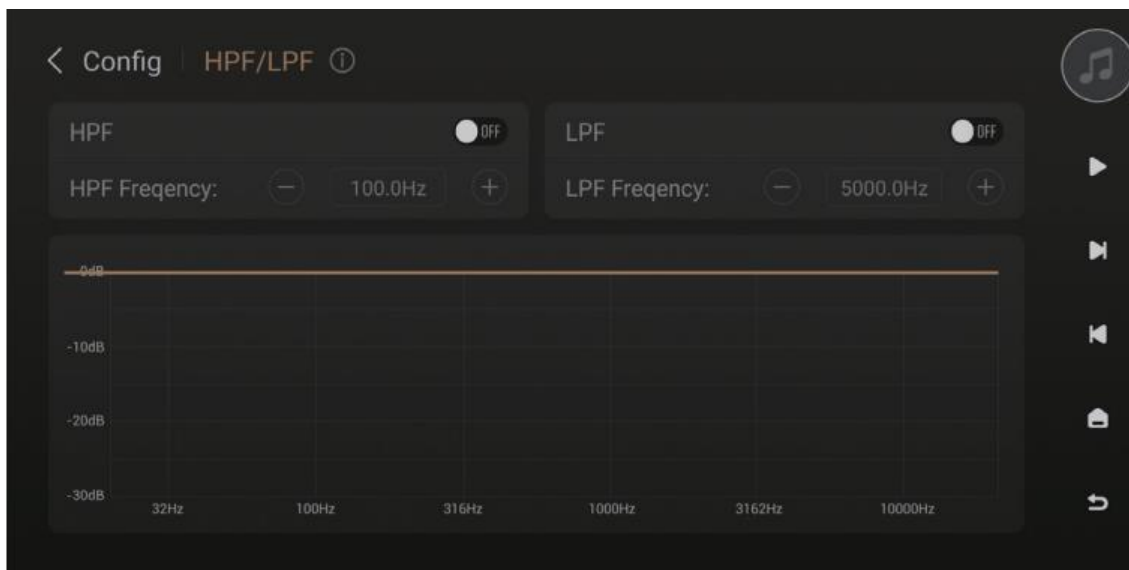 Config HPF/LPF
HPF OFF
LPF OFF
HPF Freqency: 100.0Hz
LPF Freqency: 5000.0Hz
0dB
-10dB
-20dB
-30dB
32Hz 100Hz 316Hz 1000Hz 3162Hz 10000Hz